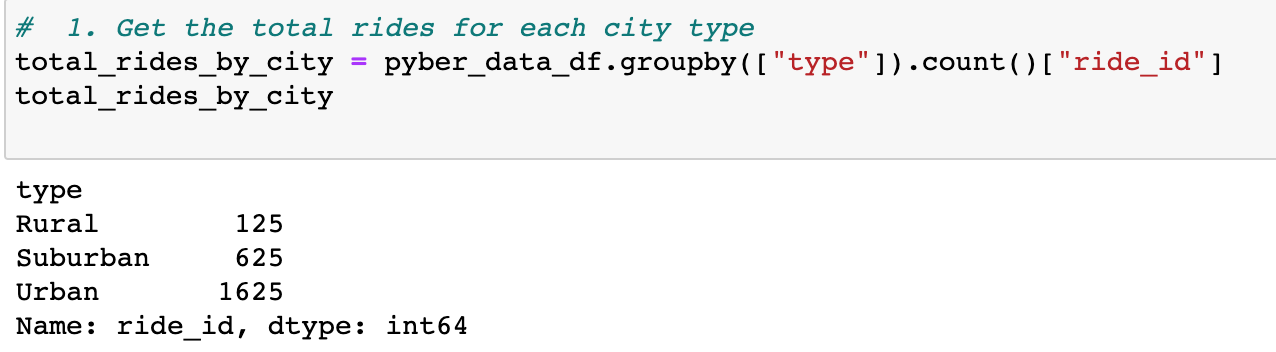 #  1. Get the total rides for each city type
total_rides_by_city = pyber_data_df.groupby(["type"]).count()["ride_id"]
total_rides_by_city
type
Rural        125
Suburban     625
Urban       1625
Name: ride_id, dtype: int64